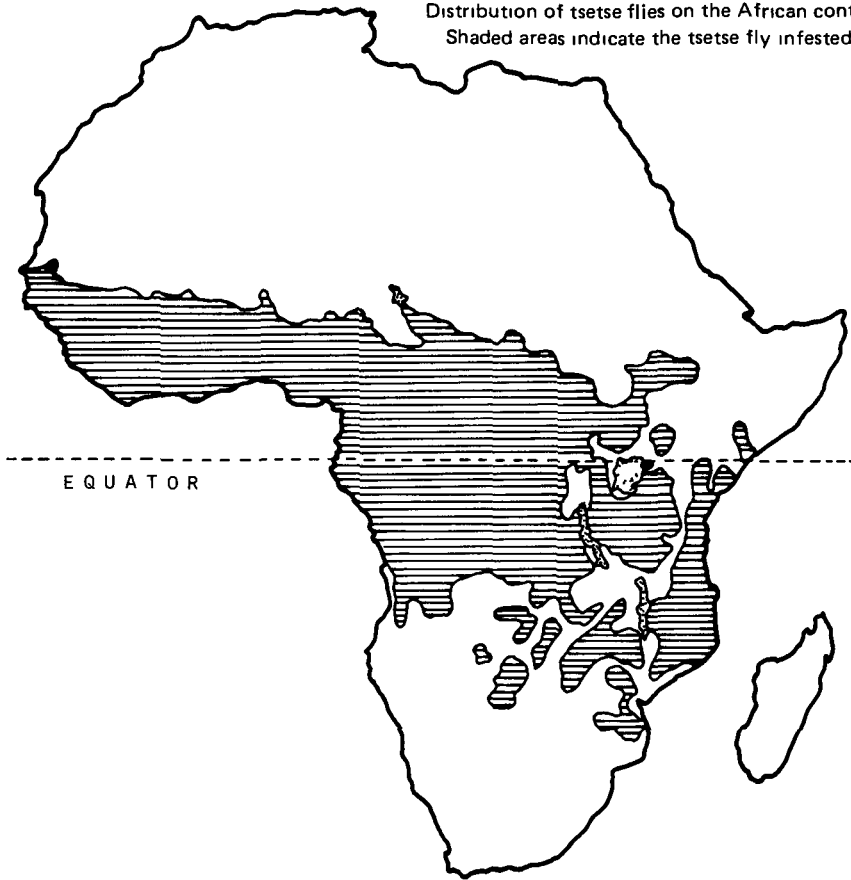 Distribution of tsetse flies on the African cont
Shaded areas indicate the tsetse fly infested
EQUATOR